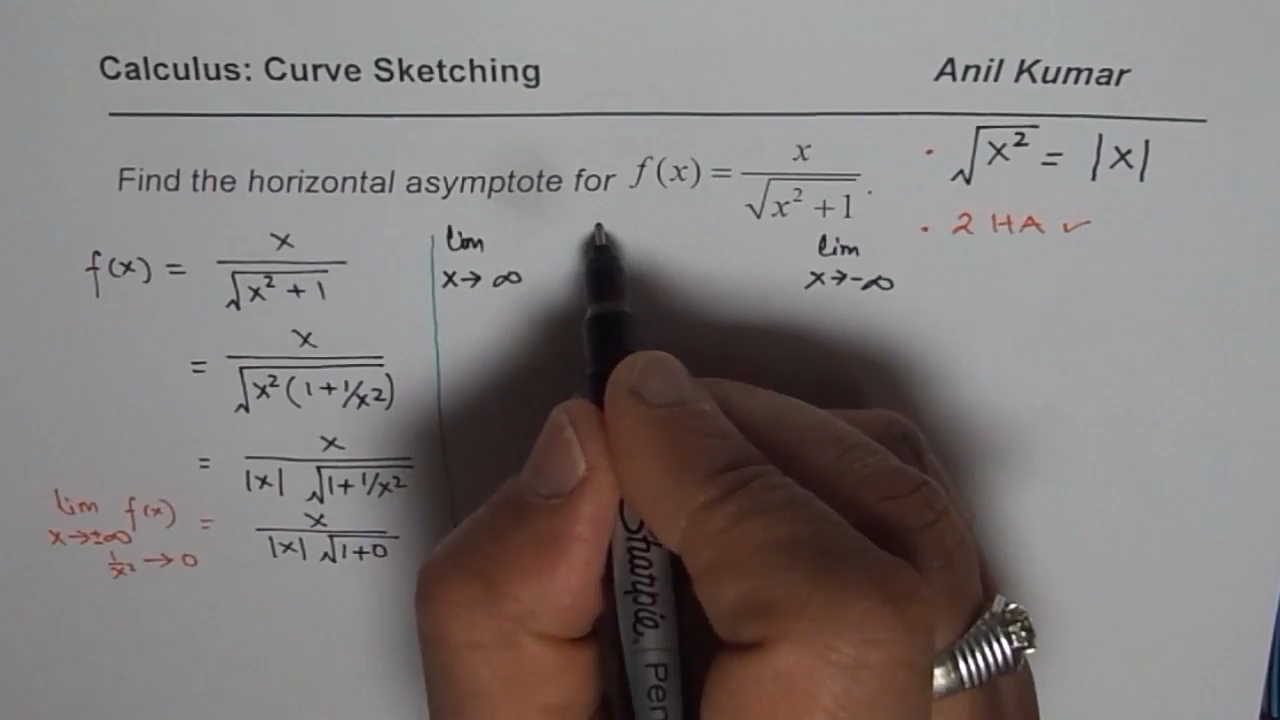 Calculus: Curve Sketching Anil Kumar
Find the horizontal asymptote for f(x) = x / √(x² + 1) .
• √(x²) = |x|
• 2 HA ✓
f(x) = x / √(x² + 1)
= x / √(x² (1 + 1/x²))
= x / (|x| √(1 + 1/x²))
lim x→±∞ f(x) = x / (|x| √(1+0))
1/x² → 0
lim x→ ∞
lim x→ -∞
Sharpie. Pen